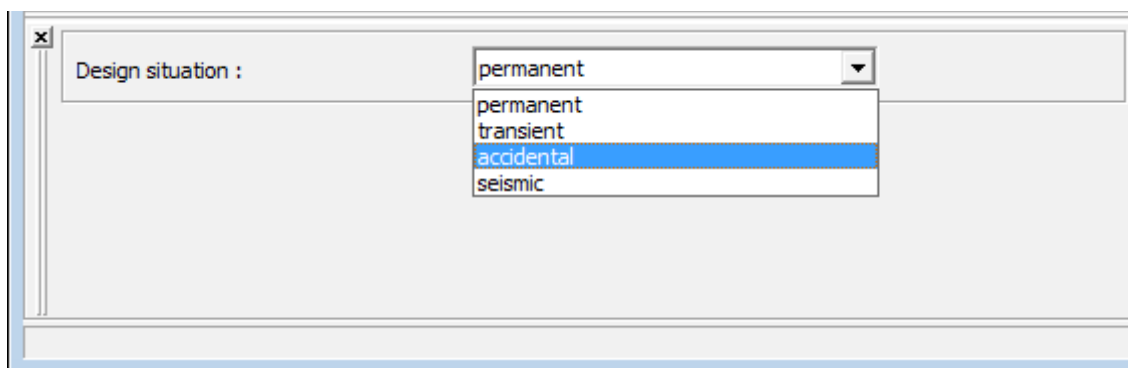 Design situation : permanent
permanent
transient
accidental
seismic